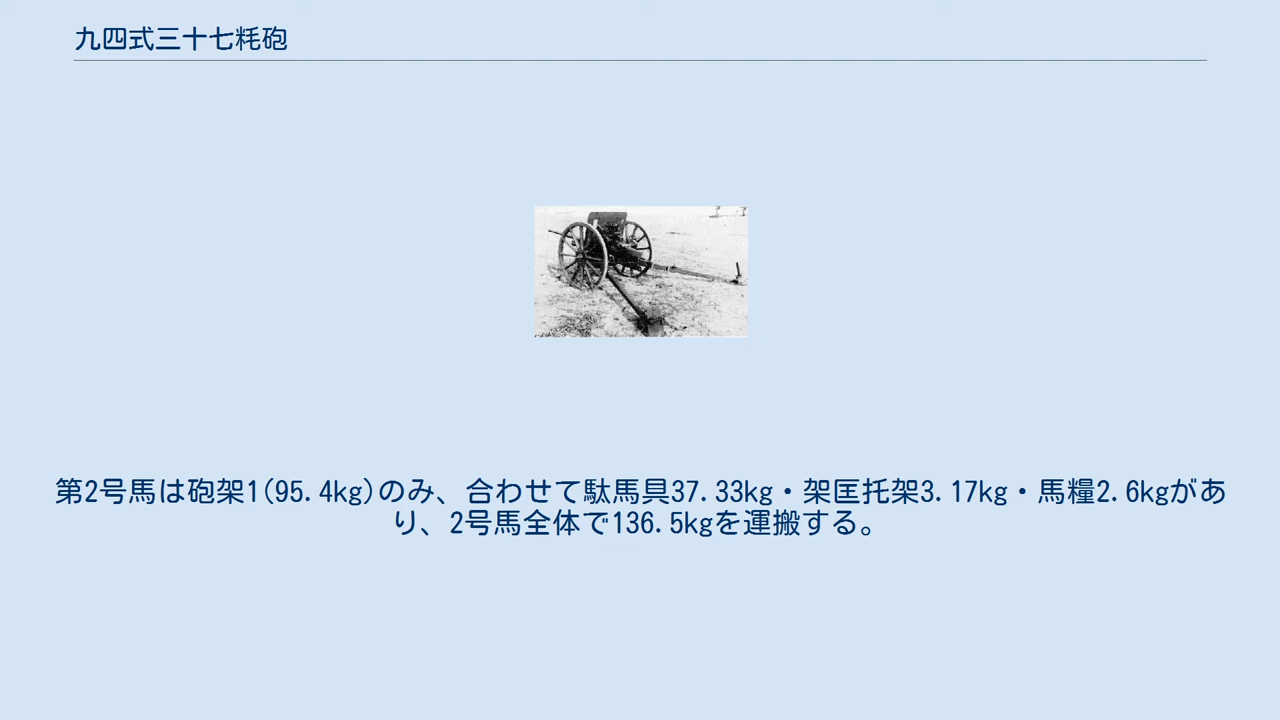 九四式三十七粍砲
第2号馬は砲架1(95.4kg)のみ、合わせて駄馬具37.33kg・架匡托架3.17kg・馬糧2.6kgがあ
り、2号馬全体で136.5kgを運搬する。